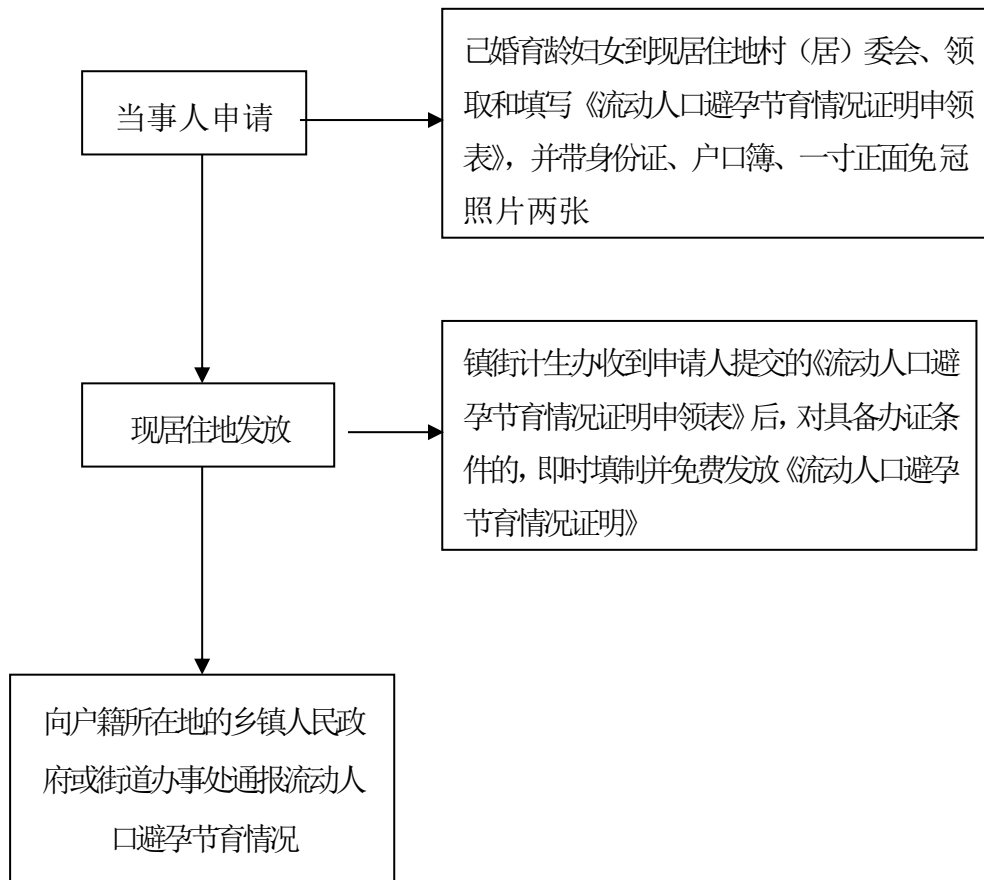 当事人申请
已婚育龄妇女到现居住地村（居）委会、领
取和填写《流动人口避孕节育情况证明申领
表》，并带身份证、户口簿、一寸正面免冠
照片两张
现居住地发放
镇街计生办收到申请人提交的《流动人口避
孕节育情况证明申领表》后，对具备办证条
件的，即时填制并免费发放《流动人口避孕
节育情况证明》
向户籍所在地的乡镇人民政
府或街道办事处通报流动人
口避孕节育情况